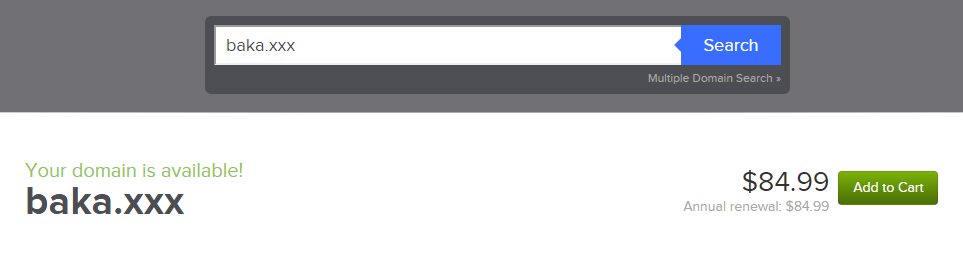 baka.xxx
Search
Multiple Domain Search »
Your domain is available!
baka.xxx
$84.99
Add to Cart
Annual renewal: $84.99